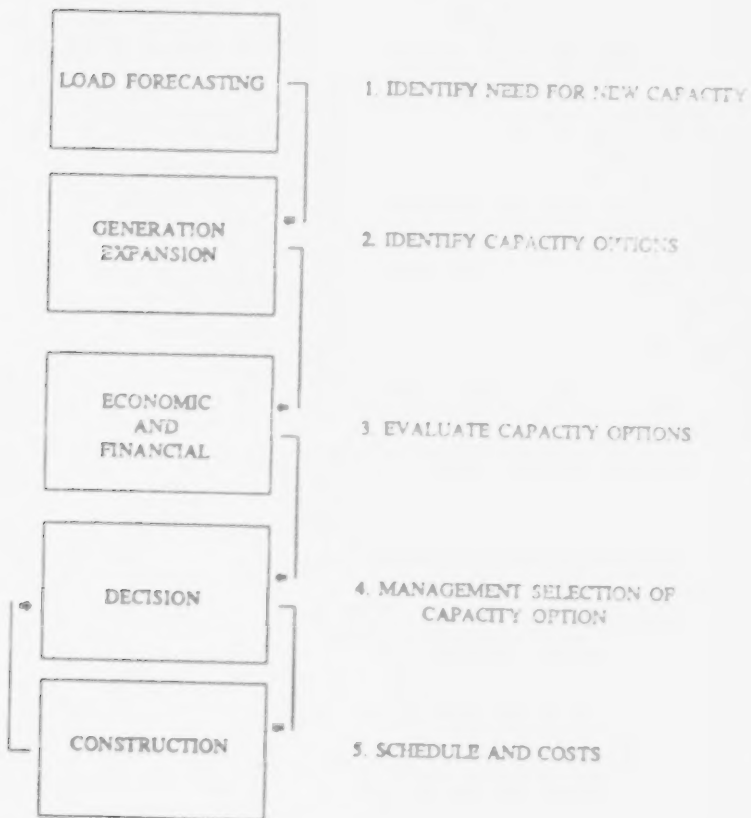 LOAD FORECASTING
1. IDENTIFY NEED FOR NEW CAPACITY
GENERATION
EXPANSION
2. IDENTIFY CAPACITY OPTIONS
ECONOMIC
AND
FINANCIAL
3. EVALUATE CAPACITY OPTIONS
DECISION
4. MANAGEMENT SELECTION OF
CAPACITY OPTION
CONSTRUCTION
5. SCHEDULE AND COSTS